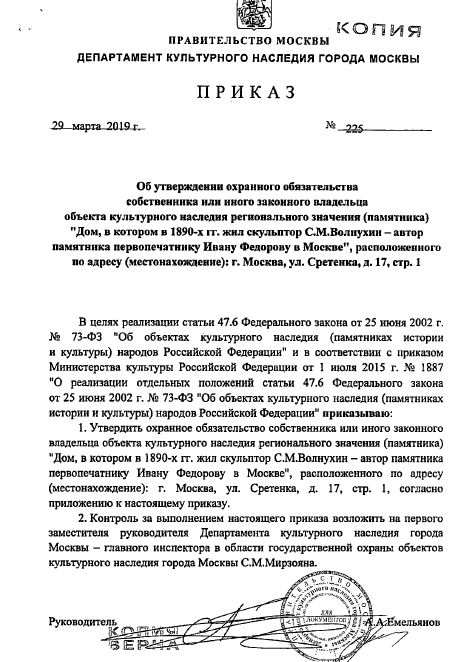 КОПИЯ
ПРАВИТЕЛЬСТВО МОСКВЫ
ДЕПАРТАМЕНТ КУЛЬТУРНОГО НАСЛЕДИЯ ГОРОДА МОСКВЫ
ПРИКАЗ
29 марта 2019 г. № 225
Об утверждении охранного обязательства
собственника или иного законного владельца
объекта культурного наследия регионального значения (памятника)
"Дом, в котором в 1890-х гг. жил скульптор С.М.Волнухин – автор
памятника первопечатнику Ивану Федорову в Москве", расположенного
по адресу (местонахождение): г. Москва, ул. Сретенка, д. 17, стр. 1
В целях реализации статьи 47.6 Федерального закона от 25 июня 2002 г.
№ 73-ФЗ "Об объектах культурного наследия (памятниках истории
и культуры) народов Российской Федерации" и в соответствии с приказом
Министерства культуры Российской Федерации от 1 июля 2015 г. № 1887
"О реализации отдельных положений статьи 47.6 Федерального закона
от 25 июня 2002 г. № 73-ФЗ "Об объектах культурного наследия (памятниках
истории и культуры) народов Российской Федерации" приказываю:
1. Утвердить охранное обязательство собственника или иного законного
владельца объекта культурного наследия регионального значения (памятника)
"Дом, в котором в 1890-х гг. жил скульптор С.М.Волнухин – автор памятника
первопечатнику Ивану Федорову в Москве", расположенного по адресу
(местонахождение): г. Москва, ул. Сретенка, д. 17, стр. 1, согласно
приложению к настоящему приказу.
2. Контроль за выполнением настоящего приказа возложить на первого
заместителя руководителя Департамента культурного наследия города
Москвы – главного инспектора в области государственной охраны объектов
культурного наследия города Москвы С.М.Мирзояна.
Руководитель А.А.Емельянов
КОПИЯ
ВЕРНА
для
документов